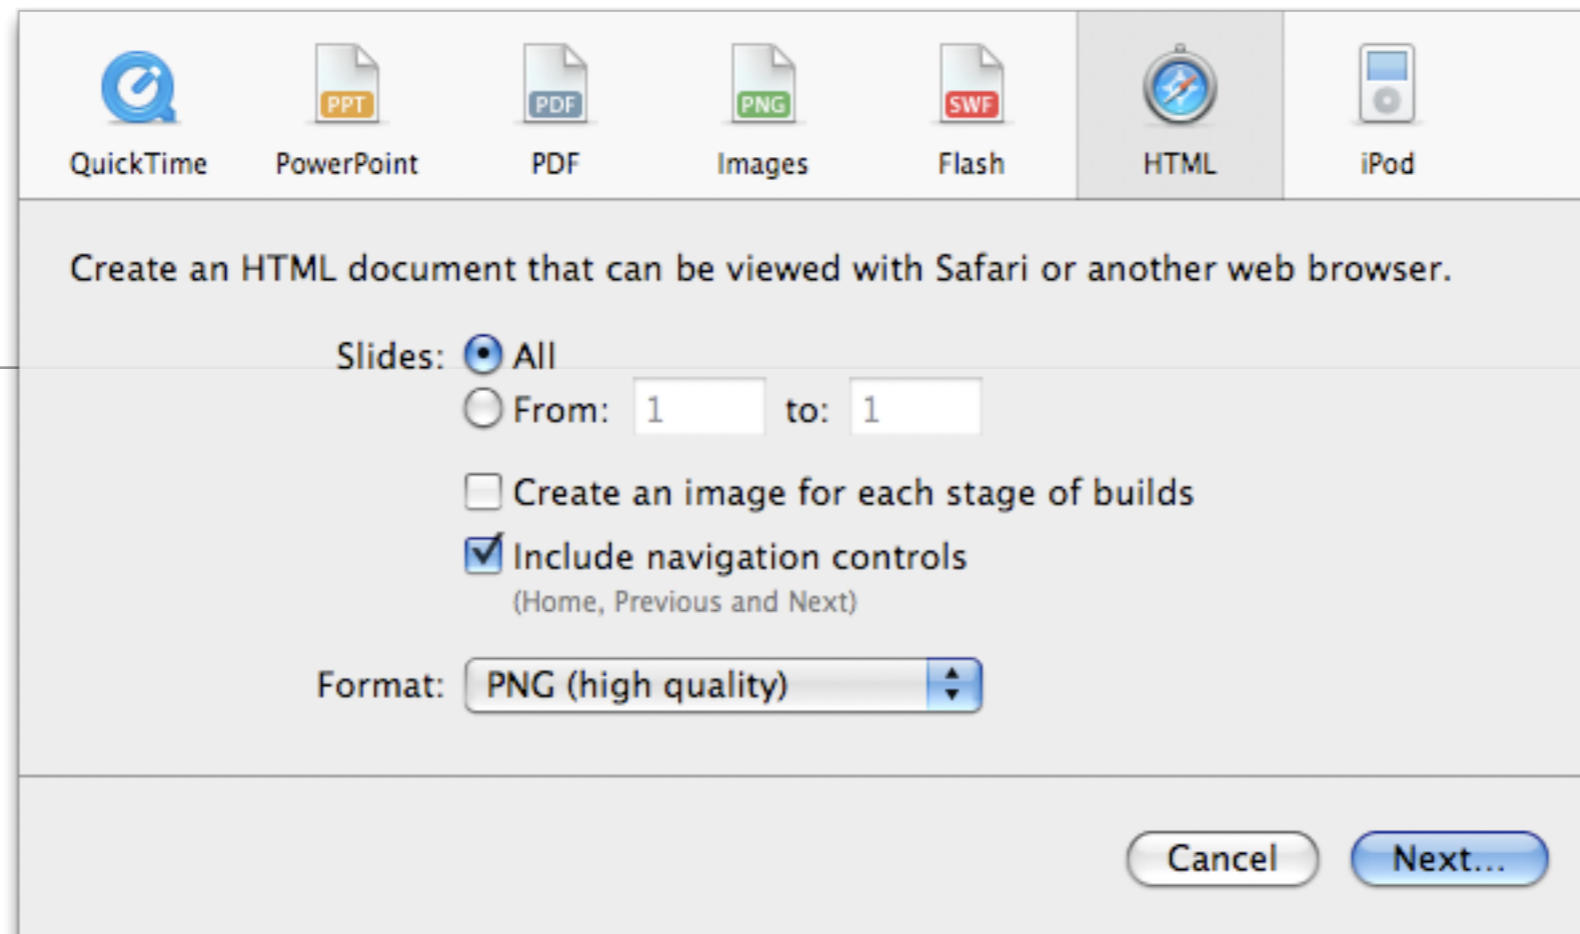 PPT PDF PNG SWF
QuickTime PowerPoint PDF Images Flash HTML iPod
Create an HTML document that can be viewed with Safari or another web browser.
Slides: All
From: 1 to: 1
Create an image for each stage of builds
Include navigation controls
(Home, Previous and Next)
Format: PNG (high quality)
Cancel Next...